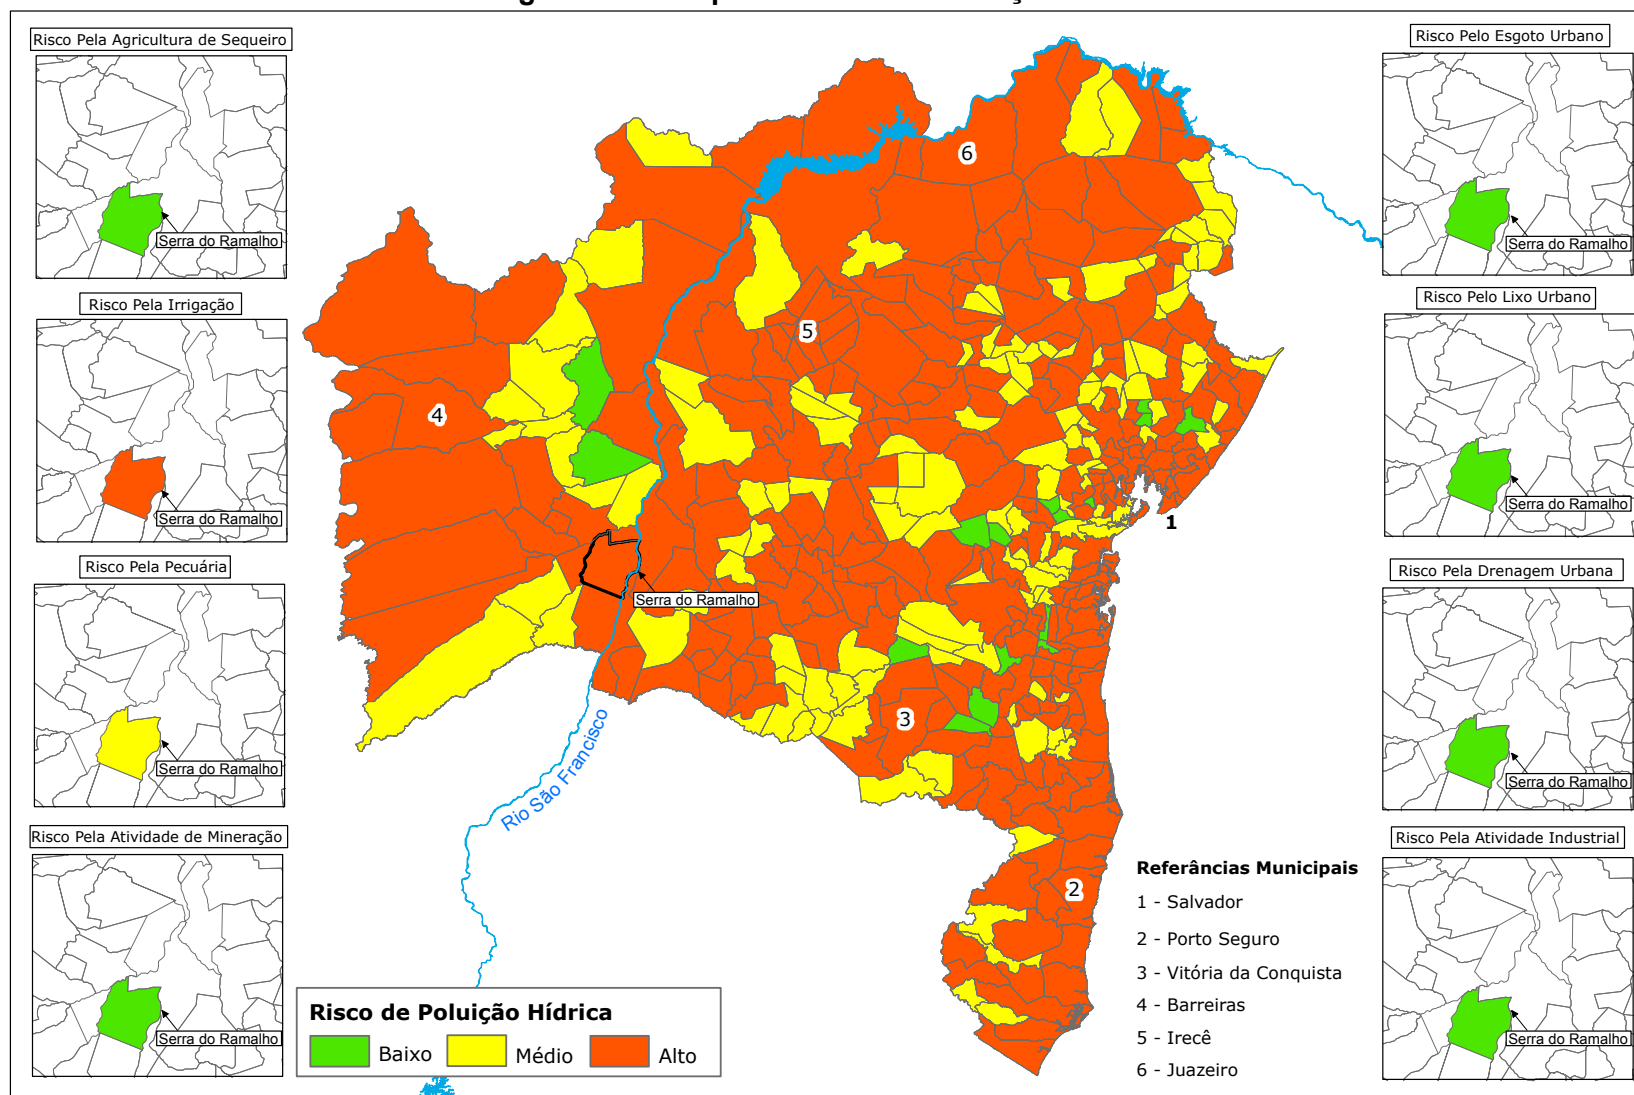 Risco Pela Agricultura de Sequeiro
Serra do Ramalho
Risco Pela Irrigação
Serra do Ramalho
Risco Pela Pecuária
Serra do Ramalho
Risco Pela Atividade de Mineração
Serra do Ramalho
6
5
4
1
Serra do Ramalho
3
Rio São Francisco
2
Risco de Poluição Hídrica
Baixo Médio Alto
Referâncias Municipais
1 - Salvador
2 - Porto Seguro
3 - Vitória da Conquista
4 - Barreiras
5 - Irecê
6 - Juazeiro
Risco Pelo Esgoto Urbano
Serra do Ramalho
Risco Pelo Lixo Urbano
Serra do Ramalho
Risco Pela Drenagem Urbana
Serra do Ramalho
Risco Pela Atividade Industrial
Serra do Ramalho